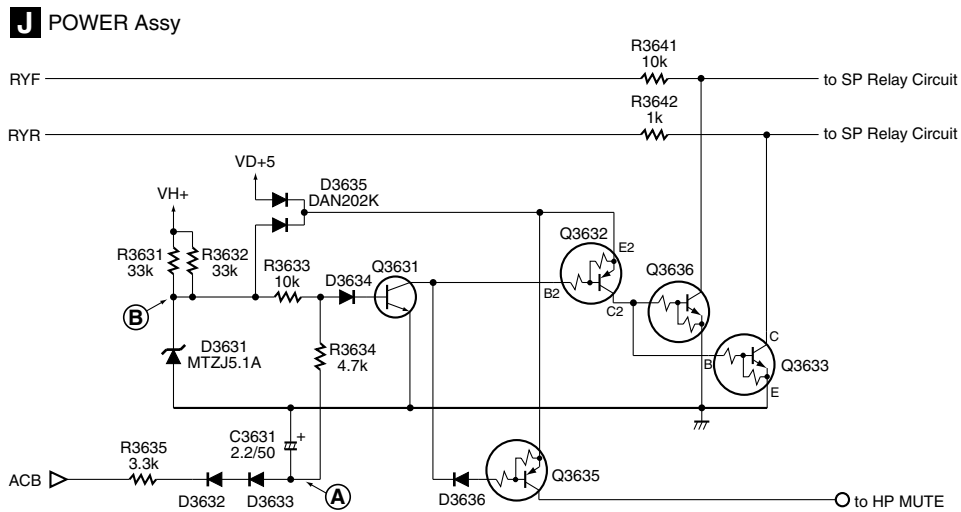 J POWER Assy
R3641
10k
RYF
to SP Relay Circuit
R3642
1k
RYR
to SP Relay Circuit
VD+5
D3635
DAN202K
VH+
Q3632
E2
R3631
33k
R3632
33k
R3633
10k
D3634
Q3631
Q3636
B2
C2
B
D3631
MTZJ5.1A
R3634
4.7k
C
B
Q3633
E
R3635
3.3k
C3631
2.2/50
+
ACB
D3632
D3633
A
D3636
Q3635
to HP MUTE